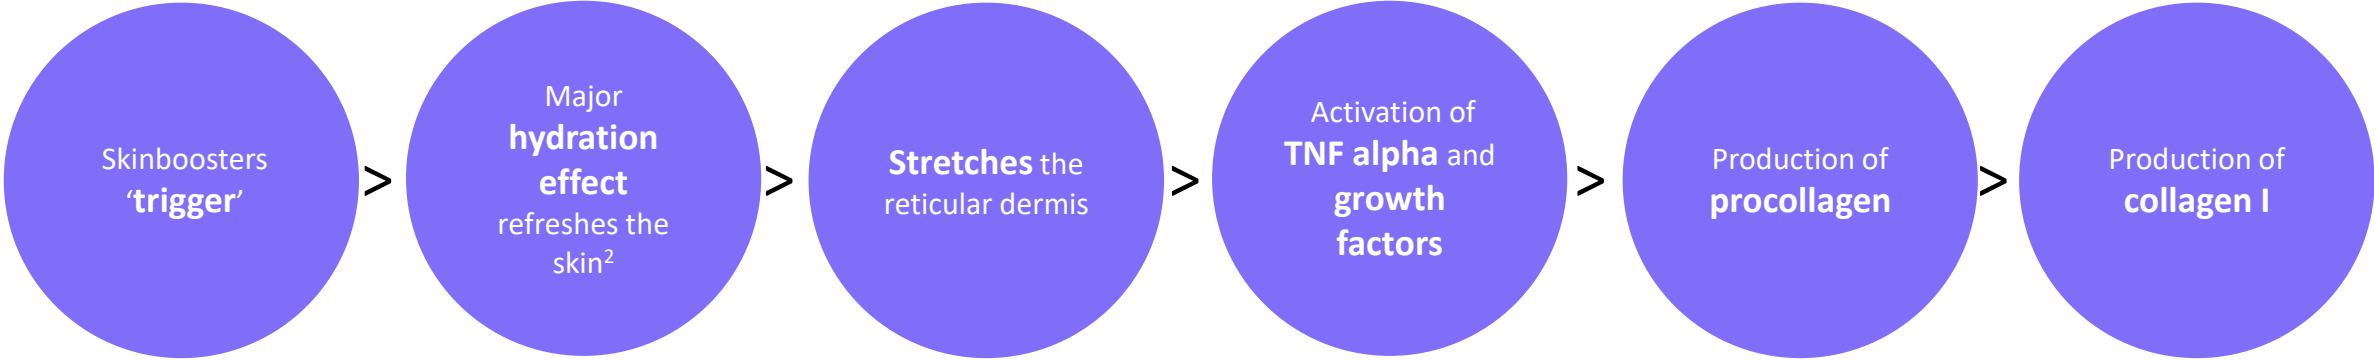 Skinboosters
‘trigger’
>
Major
hydration
effect
refreshes the
skin²
>
Stretches the
reticular dermis
>
Activation of
TNF alpha and
growth
factors
>
Production of
procollagen
>
Production of
collagen I